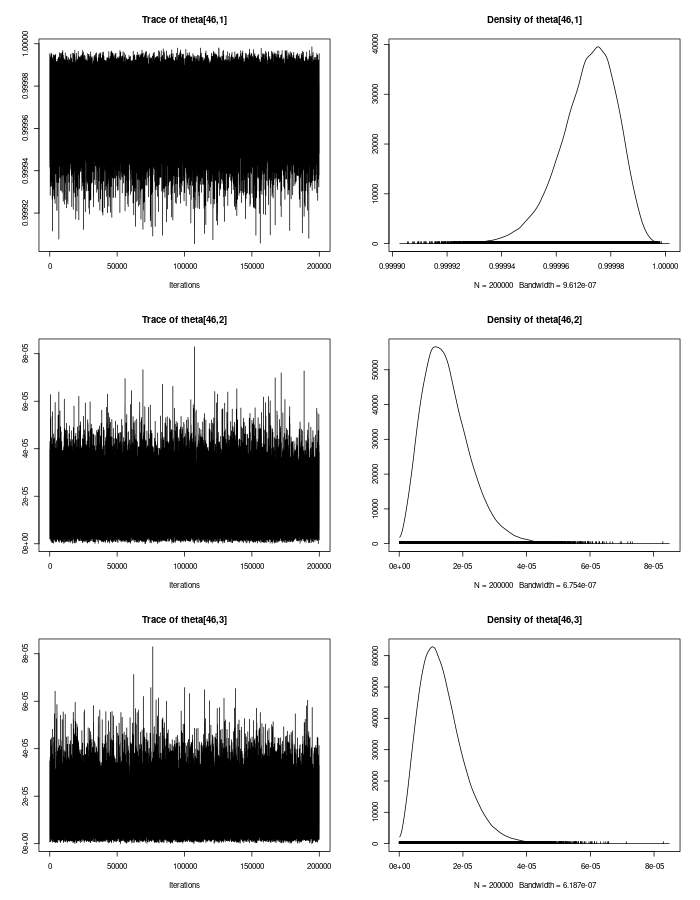 Trace of theta[46,1]
1.00000
0.99998
0.99996
0.99994
0.99992
0 50000 100000 150000 200000
Iterations
Density of theta[46,1]
40000
30000
20000
10000
0
0.99990 0.99992 0.99994 0.99996 0.99998 1.00000
N = 200000 Bandwidth = 9.612e-07
Trace of theta[46,2]
8e-05
6e-05
4e-05
2e-05
0e+00
0 50000 100000 150000 200000
Iterations
Density of theta[46,2]
50000
40000
30000
20000
10000
0
0e+00 2e-05 4e-05 6e-05 8e-05
N = 200000 Bandwidth = 6.754e-07
Trace of theta[46,3]
8e-05
6e-05
4e-05
2e-05
0e+00
0 50000 100000 150000 200000
Iterations
Density of theta[46,3]
60000
50000
40000
30000
20000
10000
0
0e+00 2e-05 4e-05 6e-05 8e-05
N = 200000 Bandwidth = 6.187e-07